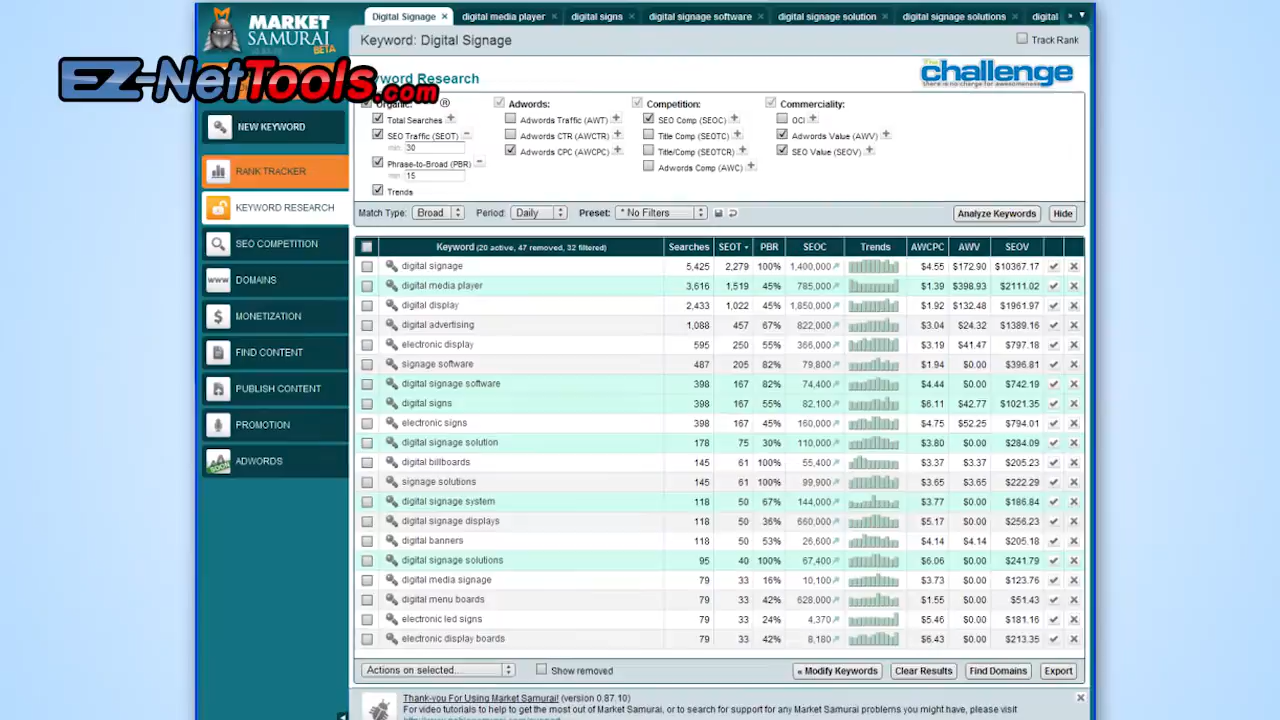 MARKET SAMURAI BETA
Digital Signage × digital media player × digital signs × digital signage software × digital signage solution × digital signage solutions × digital »
Keyword: Digital Signage
Track Rank
EZ-NetTools.com ®
Keyword Research
The challenge
there is no charge for awesomeness
Organic: Adwords: Competition: Commerciality:
Total Searches + Adwords Traffic (AWT) + SEO Comp (SEOC) + OCI +
SEO Traffic (SEOT) − Adwords CTR (AWCTR) + Title Comp (SEOTC) + Adwords Value (AWV) +
min: 30
Adwords CPC (AWCPC) + Title/Comp (SEOTCR) + SEO Value (SEOV) +
Phrase-to-Broad (PBR) − Adwords Comp (AWC) +
min: 15
Trends
Match Type: Broad Period: Daily Preset: * No Filters Analyze Keywords Hide
NEW KEYWORD
RANK TRACKER
KEYWORD RESEARCH
SEO COMPETITION
DOMAINS
MONETIZATION
FIND CONTENT
PUBLISH CONTENT
PROMOTION
ADWORDS
Keyword (20 active, 47 removed, 32 filtered) Searches SEOT PBR SEOC Trends AWCPC AWV SEOV
digital signage 5,425 2,279 100% 1,400,000 $4.55 $172.90 $10367.17
digital media player 3,616 1,519 45% 785,000 $1.39 $398.93 $2111.02
digital display 2,433 1,022 45% 1,850,000 $1.92 $132.48 $1961.97
digital advertising 1,088 457 67% 822,000 $3.04 $24.32 $1389.16
electronic display 595 250 55% 366,000 $3.19 $41.47 $797.18
signage software 487 205 82% 79,800 $1.94 $0.00 $396.81
digital signage software 398 167 82% 74,400 $4.44 $0.00 $742.19
digital signs 398 167 55% 82,100 $6.11 $42.77 $1021.35
electronic signs 398 167 45% 160,000 $4.75 $52.25 $794.01
digital signage solution 178 75 30% 110,000 $3.80 $0.00 $284.09
digital billboards 145 61 100% 55,400 $3.37 $3.37 $205.23
signage solutions 145 61 100% 99,900 $3.65 $3.65 $222.29
digital signage system 118 50 67% 144,000 $3.77 $0.00 $186.84
digital signage displays 118 50 36% 660,000 $5.17 $0.00 $256.23
digital banners 118 50 53% 26,600 $4.14 $4.14 $205.18
digital signage solutions 95 40 100% 67,400 $6.06 $0.00 $241.79
digital media signage 79 33 16% 10,100 $3.73 $0.00 $123.76
digital menu boards 79 33 42% 628,000 $1.55 $0.00 $51.43
electronic led signs 79 33 24% 4,370 $5.46 $0.00 $181.16
electronic display boards 79 33 42% 8,180 $6.43 $0.00 $213.35
Actions on selected... Show removed « Modify Keywords Clear Results Find Domains Export
Thank-you For Using Market Samurai! (version 0.87.10)
For video tutorials to help to get the most out of Market Samurai, or to search for support for any Market Samurai problems you might have, please visit